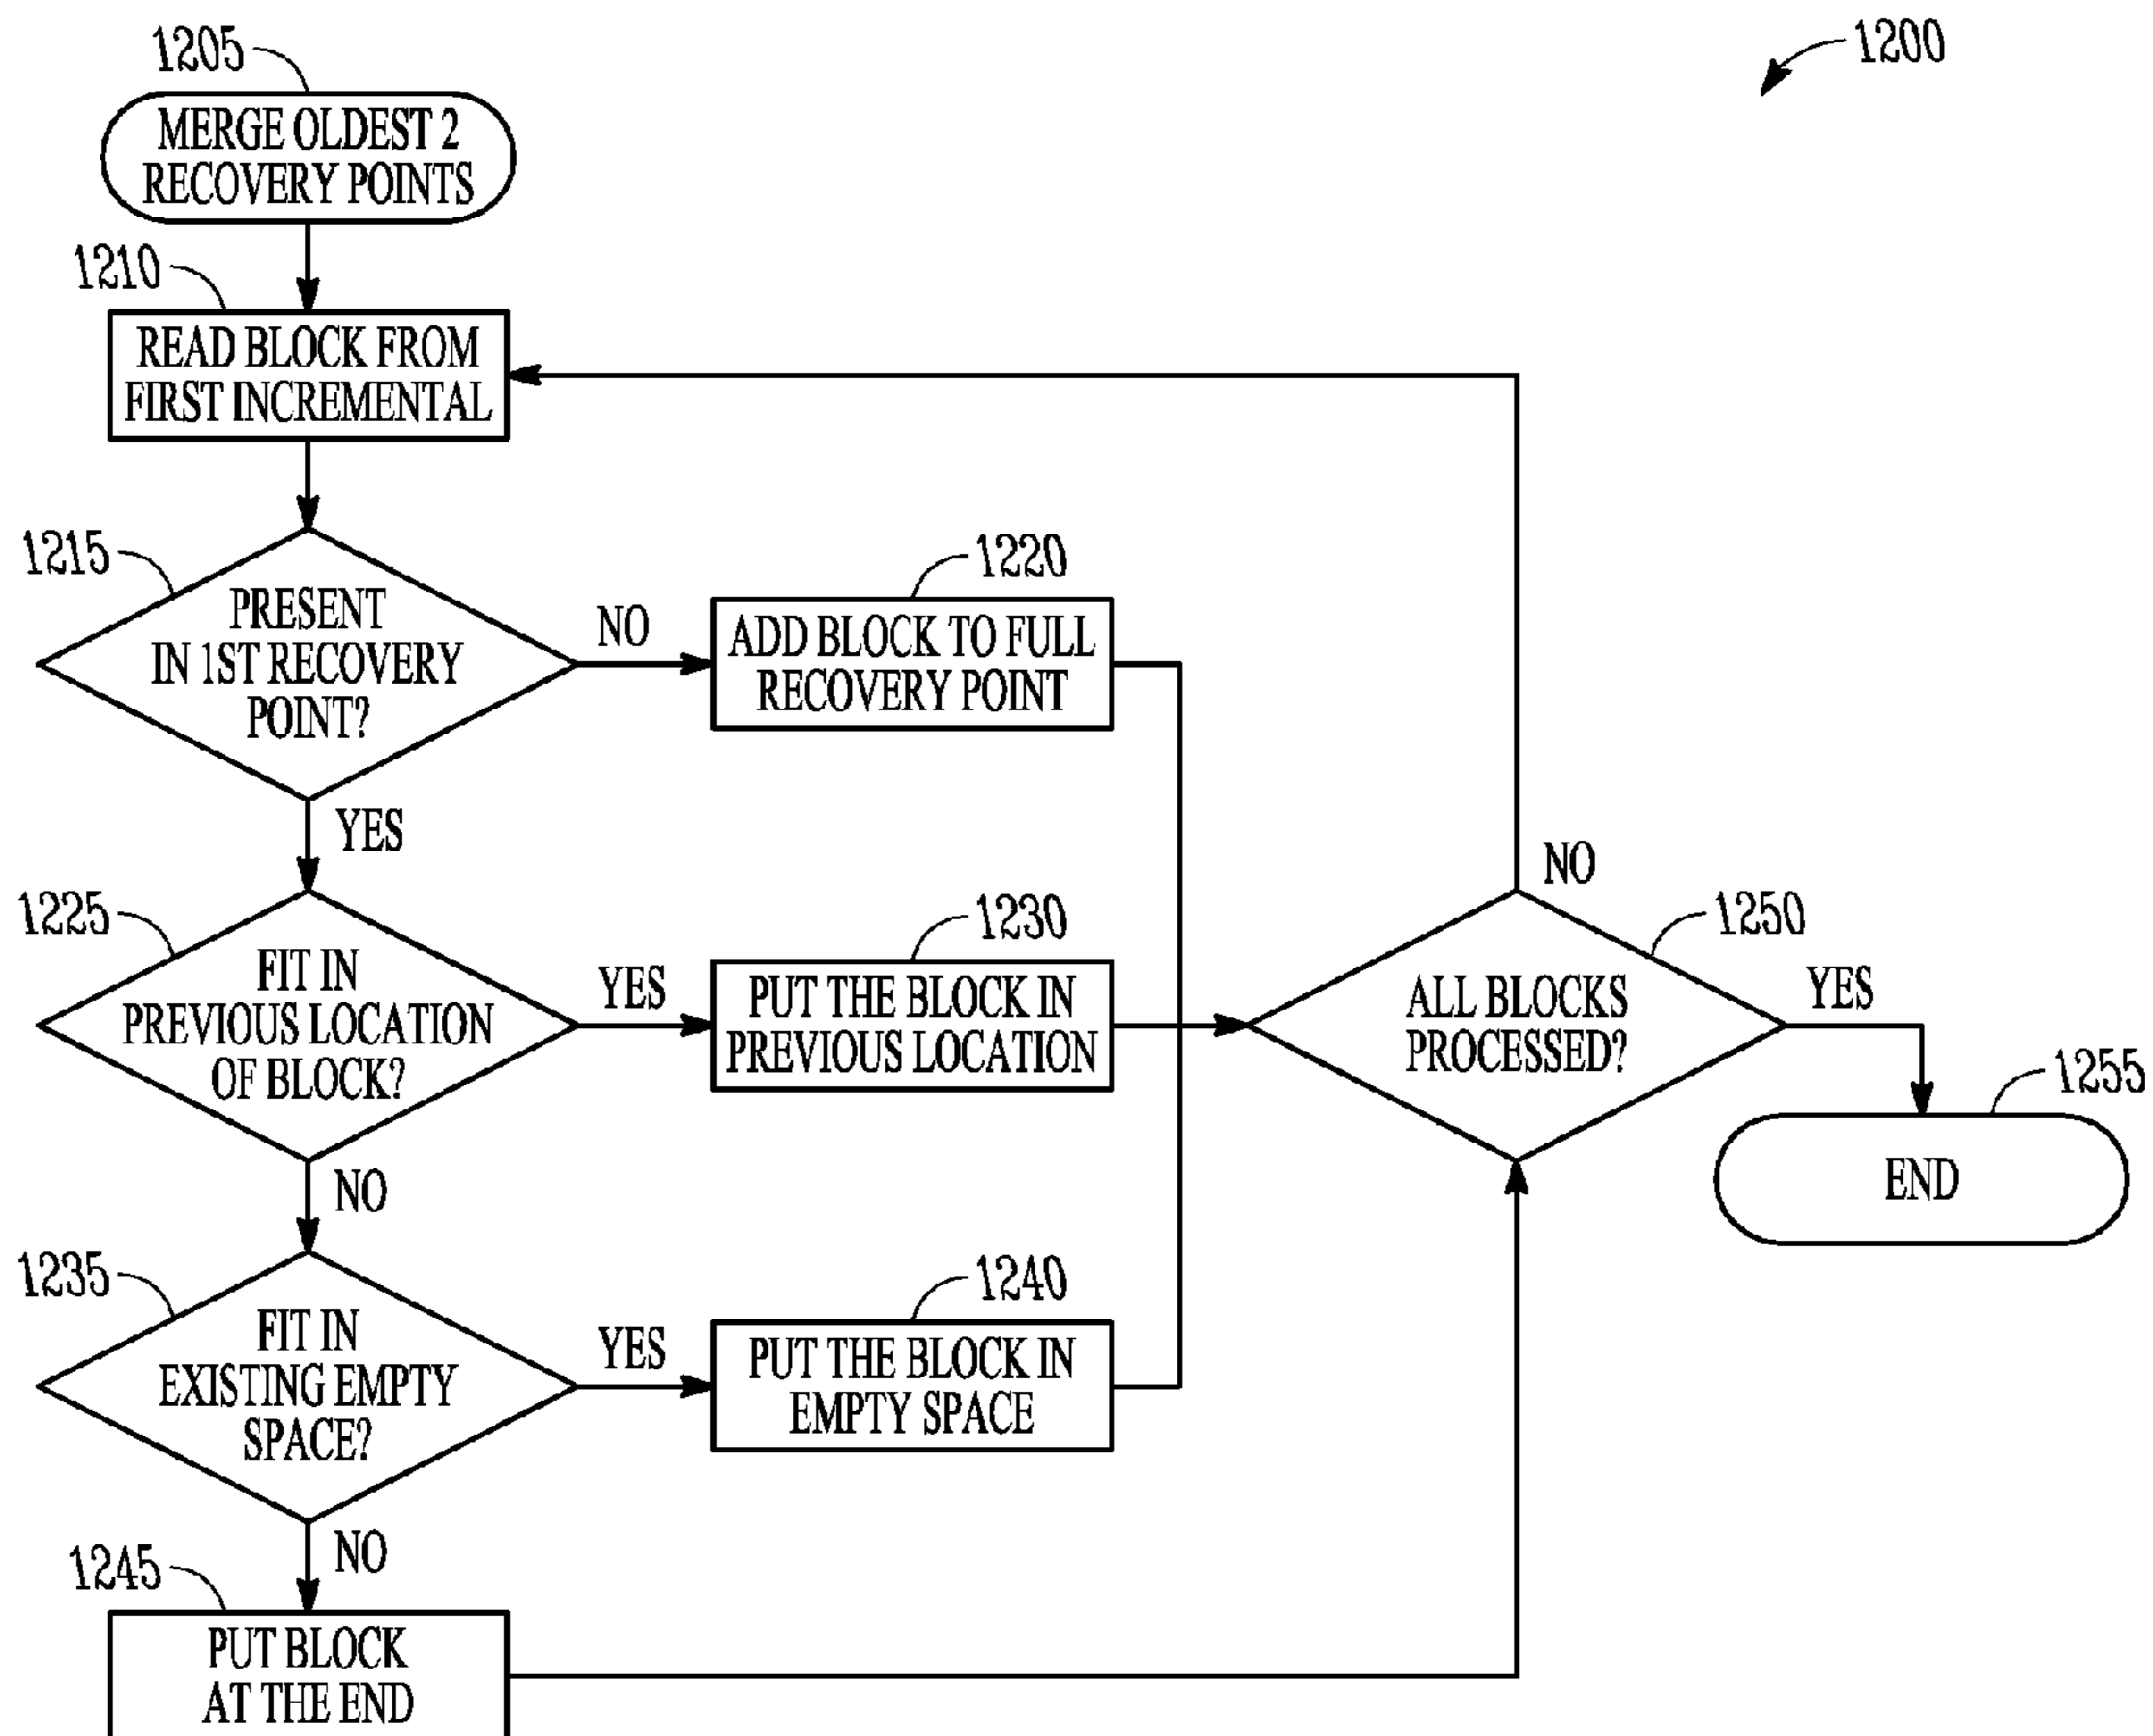 1200
1205
MERGE OLDEST 2
RECOVERY POINTS
1210
READ BLOCK FROM
FIRST INCREMENTAL
1215
PRESENT
IN 1ST RECOVERY
POINT?
NO
1220
ADD BLOCK TO FULL
RECOVERY POINT
YES
1225
FIT IN
PREVIOUS LOCATION
OF BLOCK?
YES
1230
PUT THE BLOCK IN
PREVIOUS LOCATION
NO
1235
FIT IN
EXISTING EMPTY
SPACE?
YES
1240
PUT THE BLOCK IN
EMPTY SPACE
NO
1245
PUT BLOCK
AT THE END
NO
1250
ALL BLOCKS
PROCESSED?
YES
1255
END